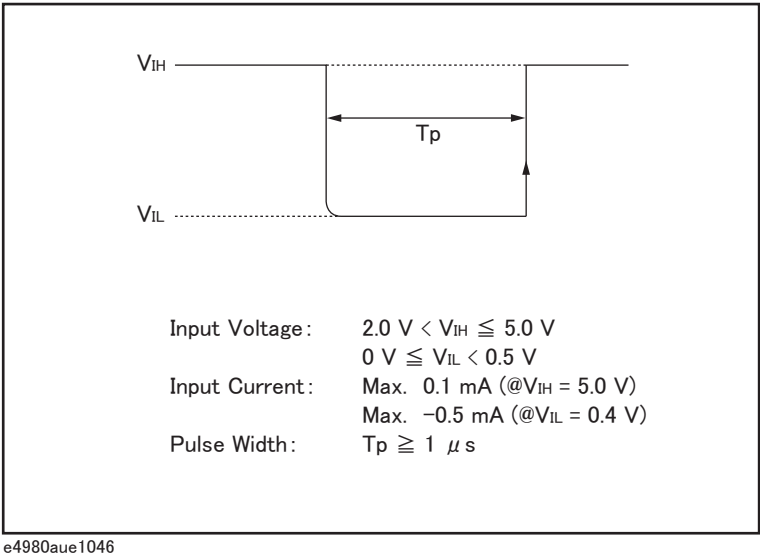 VIH
Tp
VIL
Input Voltage: 2.0 V < VIH ≦ 5.0 V
0 V ≦ VIL < 0.5 V
Input Current: Max. 0.1 mA (@VIH = 5.0 V)
Max. −0.5 mA (@VIL = 0.4 V)
Pulse Width: Tp ≧ 1 μs
e4980aue1046